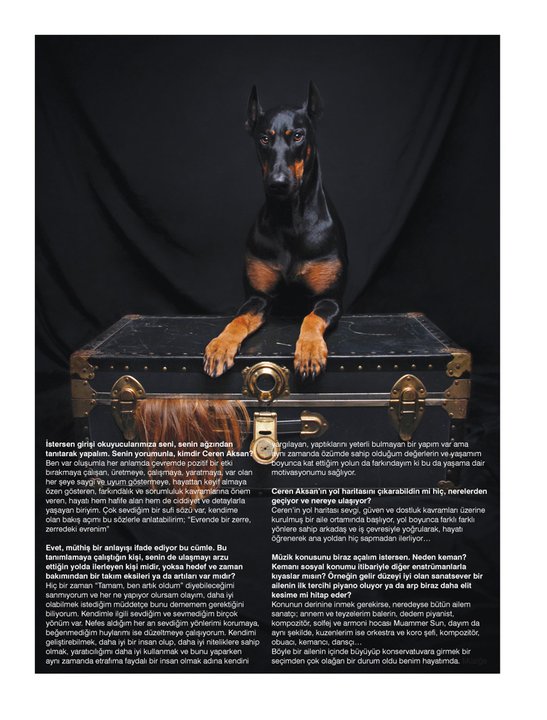 İstersen girişi okuyucularımıza seni, senin ağzından
tanıtarak yapalım. Senin yorumunla, kimdir Ceren Aksan?
Ben var oluşumla her anlamda çevremde pozitif bir etki
bırakmaya çalışan, üretmeye, çalışmaya, yaratmaya, var olan
her şeye saygı ve uyum göstermeye, hayattan keyif almaya
özen gösteren, farkındalık ve sorumluluk kavramlarına önem
veren, hayatı hem hafife alan hem de ciddiyet ve detaylarla
yaşayan biriyim. Çok sevdiğim bir sufi sözü var, kendime
olan bakış açımı bu sözlerle anlatabilirim; “Evrende bir zerre,
zerredeki evrenim”
Evet, müthiş bir anlayışı ifade ediyor bu cümle. Bu
tanımlamaya çalıştığın kişi, senin de ulaşmayı arzu
ettiğin yolda ilerleyen kişi midir, yoksa hedef ve zaman
bakımından bir takım eksileri ya da artıları var mıdır?
Hiç bir zaman “Tamam, ben artık oldum” diyebileceğimi
sanmıyorum ve her ne yapıyor olursam olayım, daha iyi
olabilmek istediğim müddetçe bunu dememem gerektiğini
biliyorum. Kendimle ilgili sevdiğim ve sevmediğim birçok
yönüm var. Nefes aldığım her an sevdiğim yönlerimi korumaya,
beğenmediğim huylarımı ise düzeltmeye çalışıyorum. Kendimi
geliştirebilmek, daha iyi bir insan olup, daha iyi niteliklere sahip
olmak, yaratıcılığımı daha iyi kullanmak ve bunu yaparken
aynı zamanda etrafıma faydalı bir insan olmak adına kendini
yargılayan, yaptıklarını yeterli bulmayan bir yapım var ama
aynı zamanda özümde sahip olduğum değerlerin ve yaşamım
boyunca kat ettiğim yolun da farkındayım ki bu da yaşama dair
motivasyonumu sağlıyor.
Ceren Aksan'ın yol haritasını çıkarabildin mi hiç, nerelerden
geçiyor ve nereye ulaşıyor?
Ceren'in yol haritası sevgi, güven ve dostluk kavramları üzerine
kurulmuş bir aile ortamında başlıyor, yol boyunca farklı farklı
yönlere sahip arkadaş ve iş çevresiyle yoğrularak, hayatı
öğrenerek ana yoldan hiç sapmadan ilerliyor…
Müzik konusunu biraz açalım istersen. Neden keman?
Kemanı sosyal konumu itibariyle diğer enstrümanlarla
kıyaslar mısın? Örneğin gelir düzeyi iyi olan sanatsever bir
ailenin ilk tercihi piyano oluyor ya da arp biraz daha elit
kesime mi hitap eder?
Konunun derinine inmek gerekirse, neredeyse bütün ailem
sanatçı; annem ve teyzelerim balerin, dedem piyanist,
kompozitör, solfej ve armoni hocası Muammer Sun, dayım da
aynı şekilde, kuzenlerim ise orkestra ve koro şefi, kompozitör,
obuacı, kemancı, dansçı…
Böyle bir ailenin içinde büyüyüp konservatuvara girmek bir
seçimden çok olağan bir durum oldu benim hayatımda.